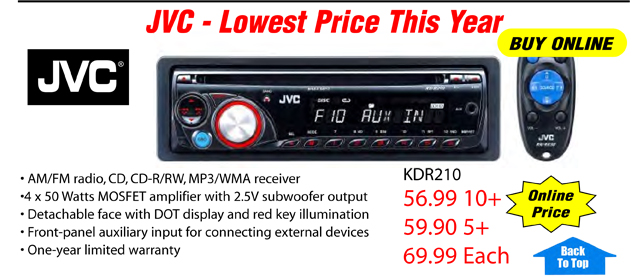 JVC - Lowest Price This Year
BUY ONLINE
JVC®
JVC
F10 AUX IN
JVC
• AM/FM radio, CD, CD-R/RW, MP3/WMA receiver
•4 x 50 Watts MOSFET amplifier with 2.5V subwoofer output
• Detachable face with DOT display and red key illumination
• Front-panel auxiliary input for connecting external devices
• One-year limited warranty
KDR210
56.99 10+
59.90 5+
69.99 Each
Online
Price
Back
To Top